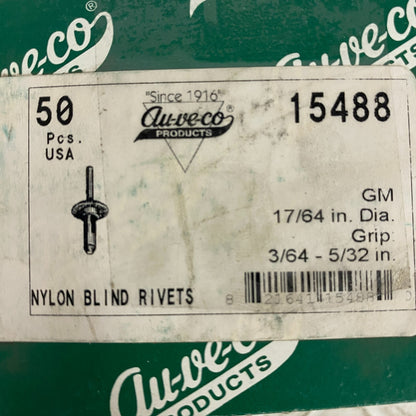 au-ve-co
au-ve-co
50
Pcs.
USA
"Since 1916"
au-ve-co®
PRODUCTS
15488
GM
17/64 in. Dia.
Grip
3/64 - 5/32 in.
NYLON BLIND RIVETS
au-ve-co®
PRODUCTS